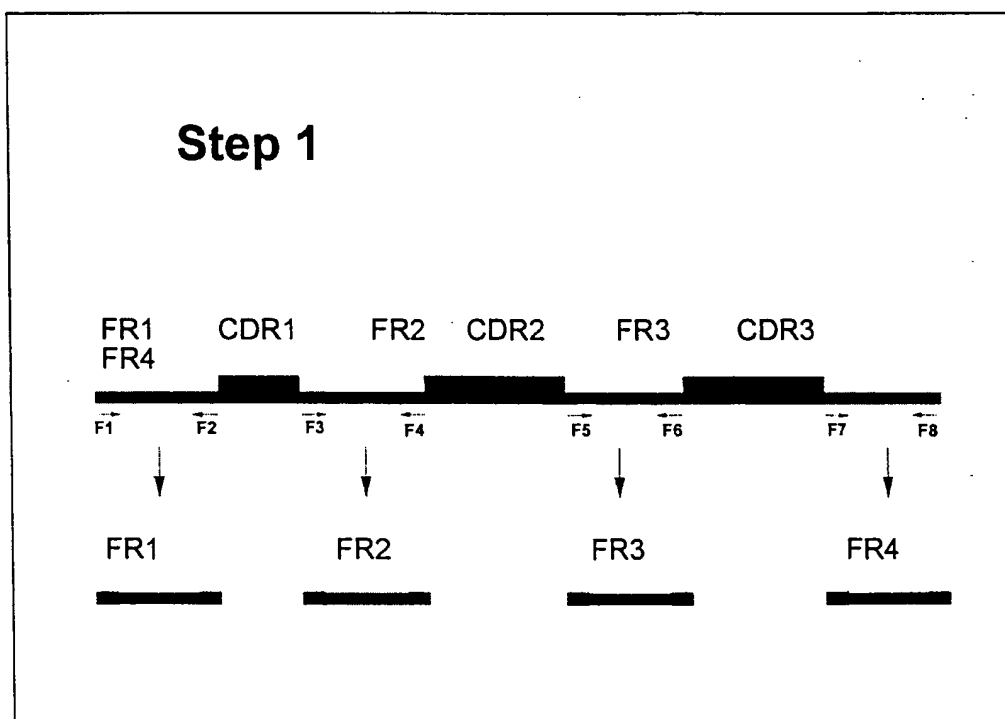 Step 1
FR1 CDR1 FR2 CDR2 FR3 CDR3
FR4
F1 F2 F3 F4 F5 F6 F7 F8
FR1 FR2 FR3 FR4